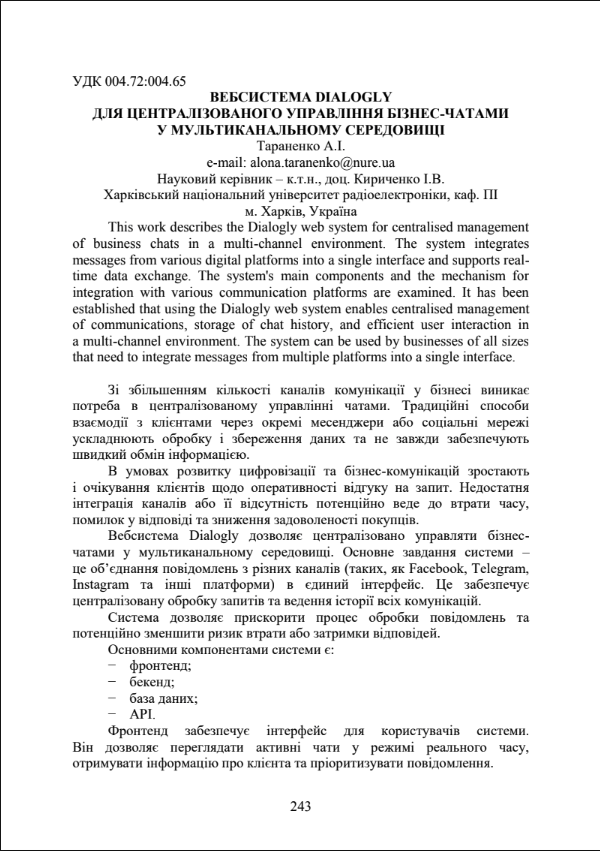 УДК 004.72:004.65
ВЕБСИСТЕМА DIALOGLY
ДЛЯ ЦЕНТРАЛІЗОВАНОГО УПРАВЛІННЯ БІЗНЕС-ЧАТАМИ
У МУЛЬТИКАНАЛЬНОМУ СЕРЕДОВИЩІ
Тараненко А.І.
e-mail: alona.taranenko@nure.ua
Науковий керівник – к.т.н., доц. Кириченко І.В.
Харківський національний університет радіоелектроніки, каф. ПІ
м. Харків, Україна
This work describes the Dialogly web system for centralised management
of business chats in a multi-channel environment. The system integrates
messages from various digital platforms into a single interface and supports real-
time data exchange. The system's main components and the mechanism for
integration with various communication platforms are examined. It has been
established that using the Dialogly web system enables centralised management
of communications, storage of chat history, and efficient user interaction in
a multi-channel environment. The system can be used by businesses of all sizes
that need to integrate messages from multiple platforms into a single interface.
Зі збільшенням кількості каналів комунікації у бізнесі виникає
потреба в централізованому управлінні чатами. Традиційні способи
взаємодії з клієнтами через окремі месенджери або соціальні мережі
ускладнюють обробку і збереження даних та не завжди забезпечують
швидкий обмін інформацією.
В умовах розвитку цифровізації та бізнес-комунікацій зростають
і очікування клієнтів щодо оперативності відгуку на запит. Недостатня
інтеграція каналів або її відсутність потенційно веде до втрати часу,
помилок у відповіді та зниження задоволеності покупців.
Вебсистема Dialogly дозволяє централізовано управляти бізнес-
чатами у мультиканальному середовищі. Основне завдання системи –
це об’єднання повідомлень з різних каналів (таких, як Facebook, Telegram,
Instagram та інші платформи) в єдиний інтерфейс. Це забезпечує
централізовану обробку запитів та ведення історії всіх комунікацій.
Система дозволяє прискорити процес обробки повідомлень та
потенційно зменшити ризик втрати або затримки відповідей.
Основними компонентами системи є:
− фронтенд;
− бекенд;
− база даних;
− API.
Фронтенд забезпечує інтерфейс для користувачів системи.
Він дозволяє переглядати активні чати у режимі реального часу,
отримувати інформацію про клієнта та пріоритизувати повідомлення.
243